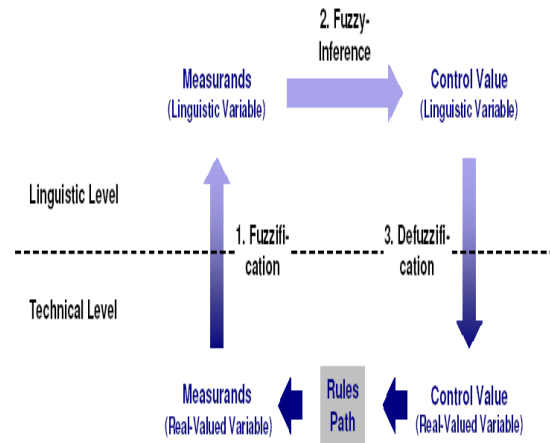 2. Fuzzy-
Inference
Measurands
(Linguistic Variable)
Control Value
(Linguistic Variable)
Linguistic Level
1. Fuzzifi-
cation
3. Defuzzifi-
cation
Technical Level
Measurands
(Real-Valued Variable)
Rules
Path
Control Value
(Real-Valued Variable)